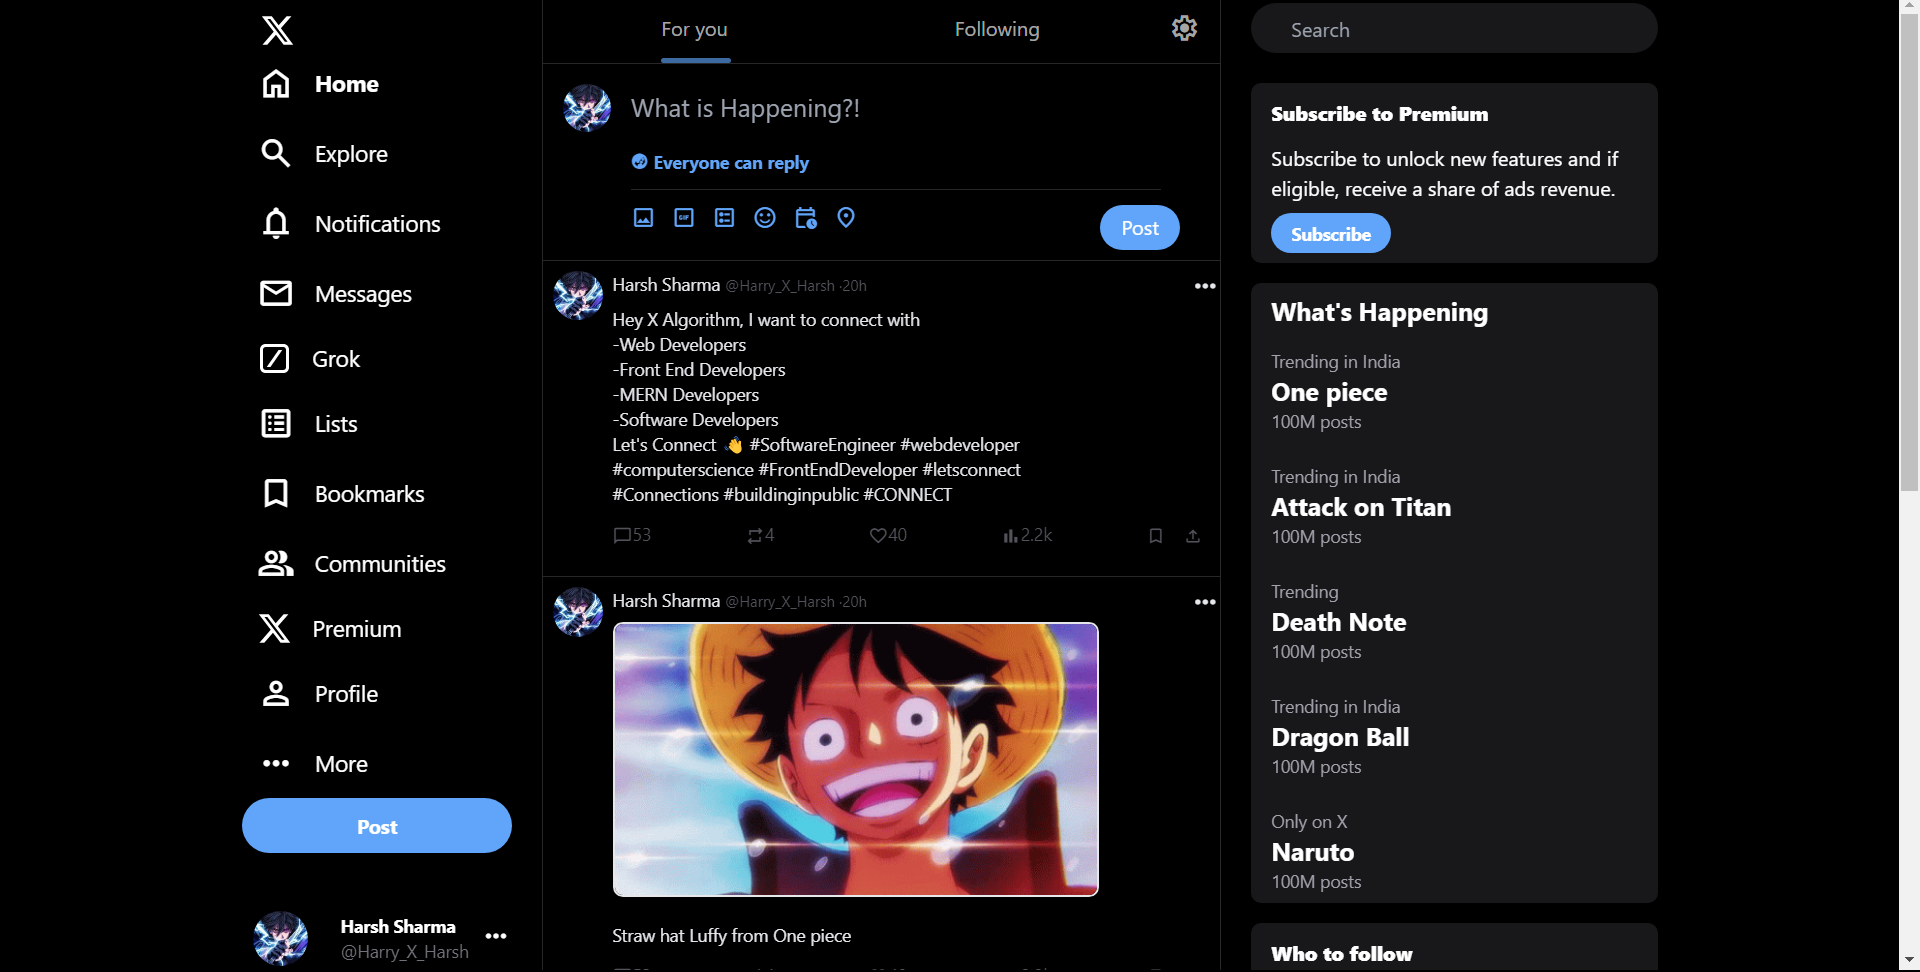 Home
Explore
Notifications
Messages
Grok
Lists
Bookmarks
Communities
Premium
Profile
More
Post
Harsh Sharma
@Harry_X_Harsh
For you
Following
What is Happening?!
Everyone can reply
GIF
Post
Harsh Sharma @Harry_X_Harsh ·20h
Hey X Algorithm, I want to connect with
-Web Developers
-Front End Developers
-MERN Developers
-Software Developers
Let's Connect 👋 #SoftwareEngineer #webdeveloper
#computerscience #FrontEndDeveloper #letsconnect
#Connections #buildinginpublic #CONNECT
53 4 40 2.2k
Harsh Sharma @Harry_X_Harsh ·20h
Straw hat Luffy from One piece
Search
Subscribe to Premium
Subscribe to unlock new features and if
eligible, receive a share of ads revenue.
Subscribe
What's Happening
Trending in India
One piece
100M posts
Trending in India
Attack on Titan
100M posts
Trending
Death Note
100M posts
Trending in India
Dragon Ball
100M posts
Only on X
Naruto
100M posts
Who to follow